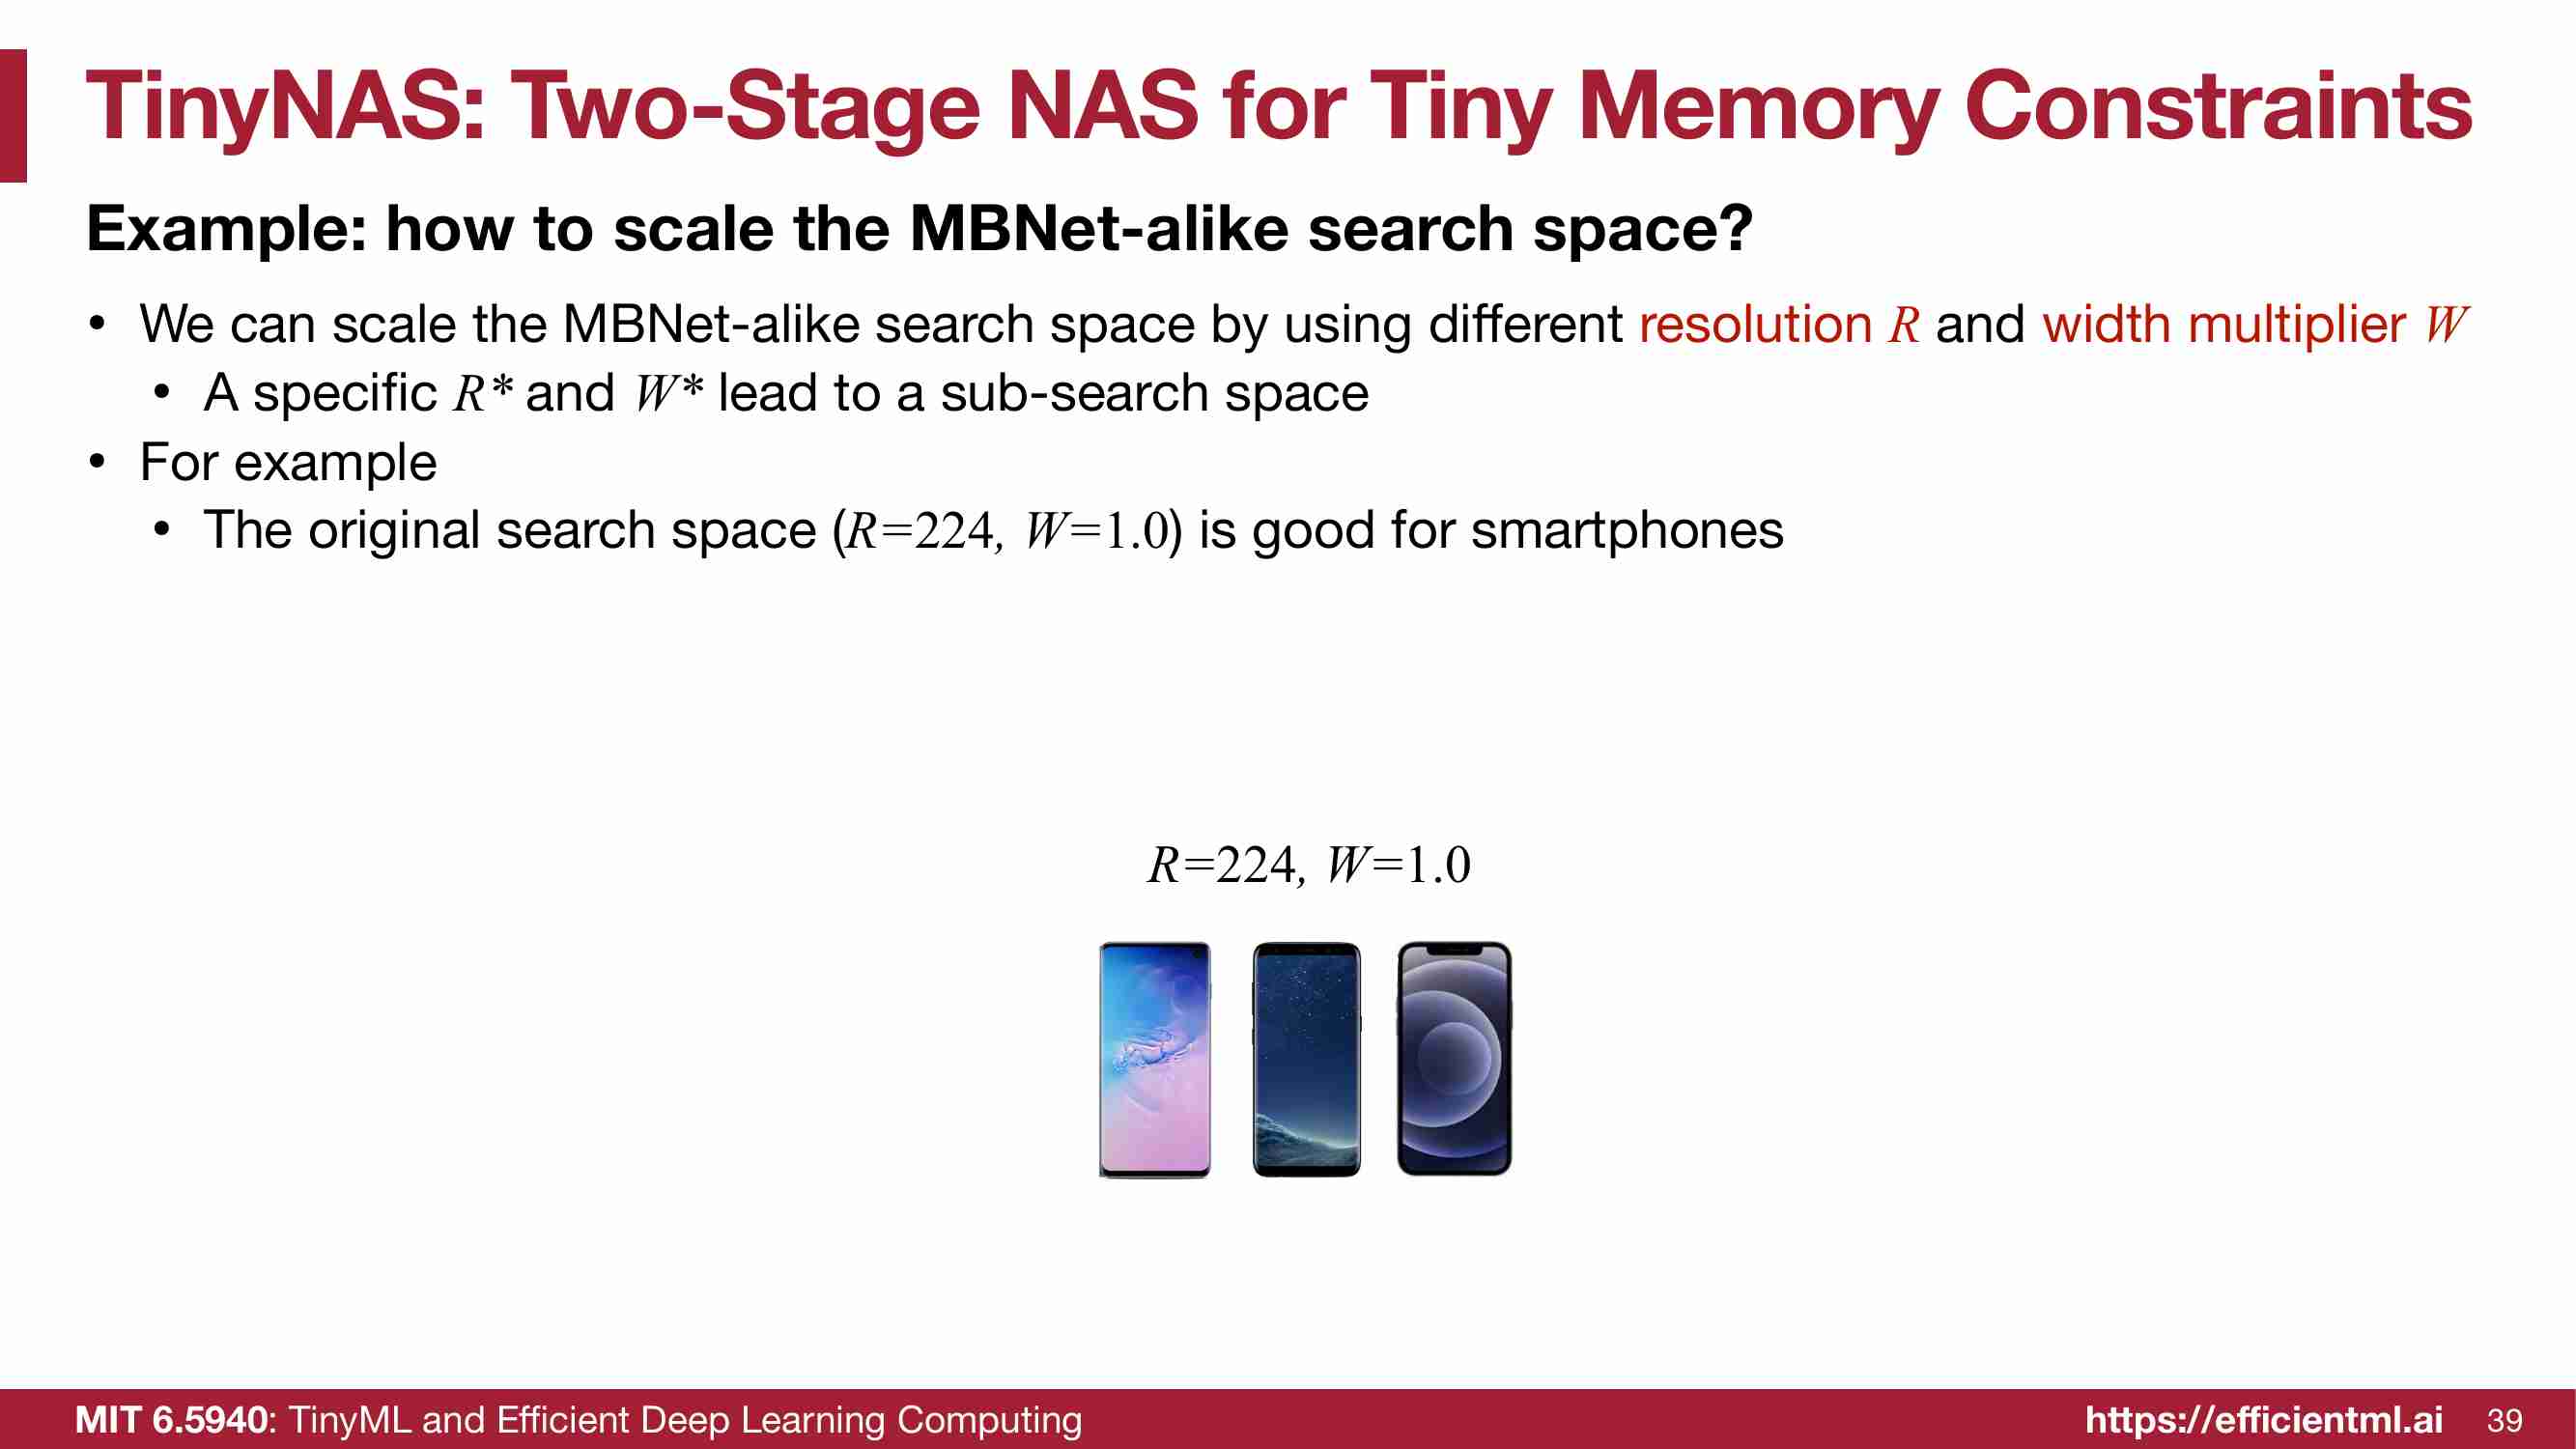 TinyNAS: Two-Stage NAS for Tiny Memory Constraints
Example: how to scale the MBNet-alike search space?
• We can scale the MBNet-alike search space by using different resolution R and width multiplier W
• A specific R* and W* lead to a sub-search space
• For example
• The original search space (R=224, W=1.0) is good for smartphones
R=224, W=1.0
MIT 6.5940: TinyML and Efficient Deep Learning Computing
https://efficientml.ai 39